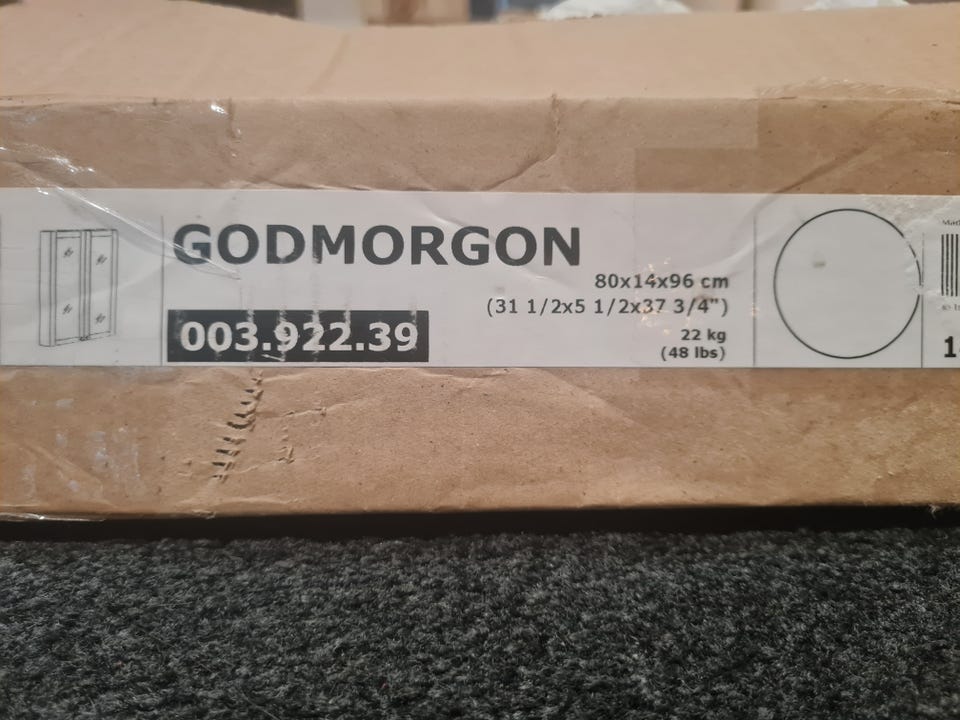 GODMORGON
80x14x96 cm
(31 1/2x5 1/2x37 3/4")
003.922.39
22 kg
(48 lbs)